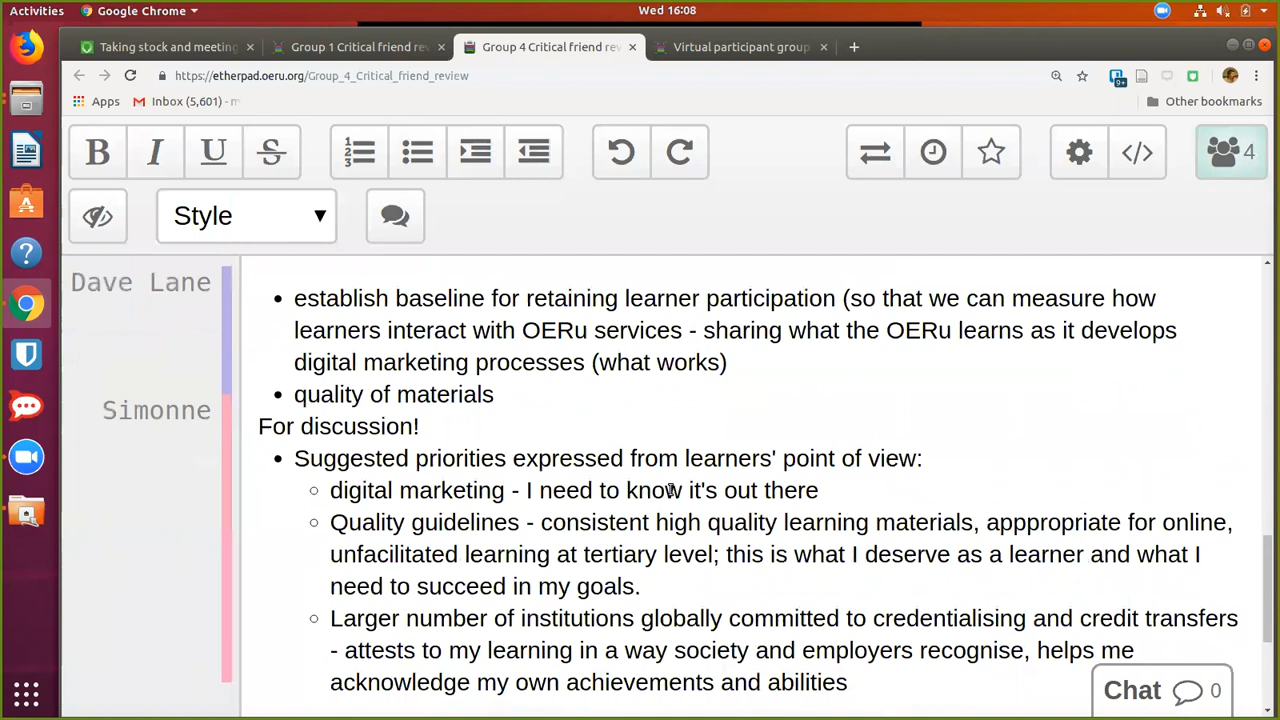 Activities
Google Chrome
Wed 16:08
Taking stock and meeting
Group 1 Critical friend re
Group 4 Critical friend re
Virtual participant group
https://etherpad.oeru.org/Group_4_Critical_friend_review
9+
Apps
Inbox (5,601) - m
Other bookmarks
B I U S
4
Style
Dave Lane
Simonne
• establish baseline for retaining learner participation (so that we can measure how
learners interact with OERu services - sharing what the OERu learns as it develops
digital marketing processes (what works)
• quality of materials
For discussion!
• Suggested priorities expressed from learners' point of view:
◦ digital marketing - I need to know it's out there
◦ Quality guidelines - consistent high quality learning materials, apppropriate for online,
unfacilitated learning at tertiary level; this is what I deserve as a learner and what I
need to succeed in my goals.
◦ Larger number of institutions globally committed to credentialising and credit transfers
- attests to my learning in a way society and employers recognise, helps me
acknowledge my own achievements and abilities
Chat 0